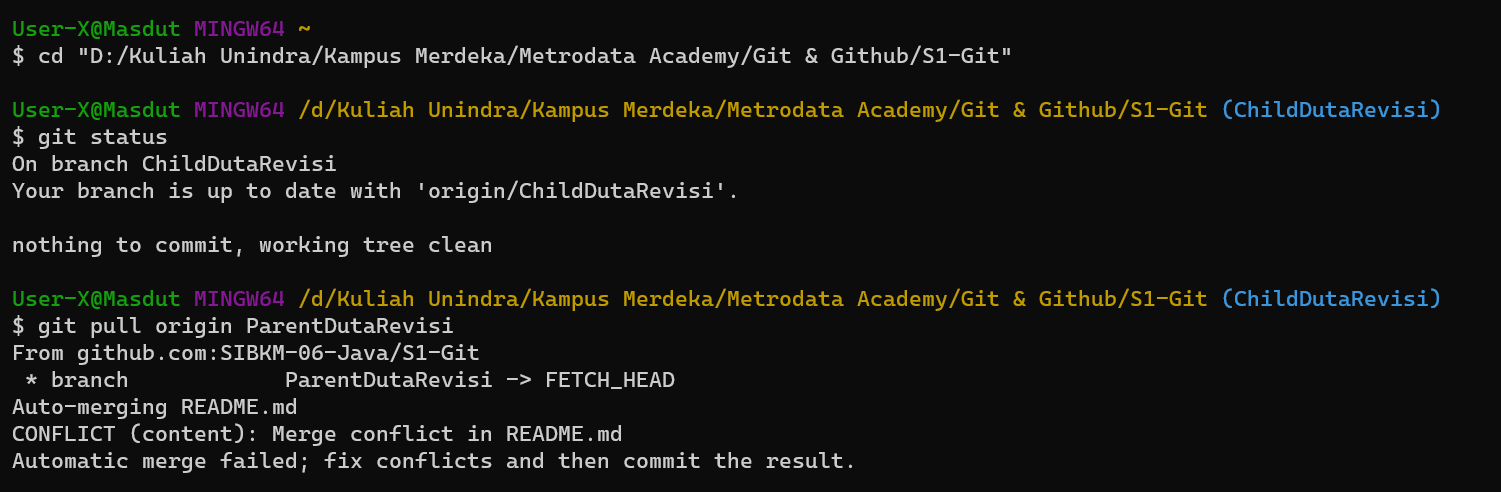 User-X@Masdut MINGW64 ~
$ cd "D:/Kuliah Unindra/Kampus Merdeka/Metrodata Academy/Git & Github/S1-Git"
User-X@Masdut MINGW64 /d/Kuliah Unindra/Kampus Merdeka/Metrodata Academy/Git & Github/S1-Git (ChildDutaRevisi)
$ git status
On branch ChildDutaRevisi
Your branch is up to date with 'origin/ChildDutaRevisi'.
nothing to commit, working tree clean
User-X@Masdut MINGW64 /d/Kuliah Unindra/Kampus Merdeka/Metrodata Academy/Git & Github/S1-Git (ChildDutaRevisi)
$ git pull origin ParentDutaRevisi
From github.com:SIBKM-06-Java/S1-Git
 * branch            ParentDutaRevisi -> FETCH_HEAD
Auto-merging README.md
CONFLICT (content): Merge conflict in README.md
Automatic merge failed; fix conflicts and then commit the result.